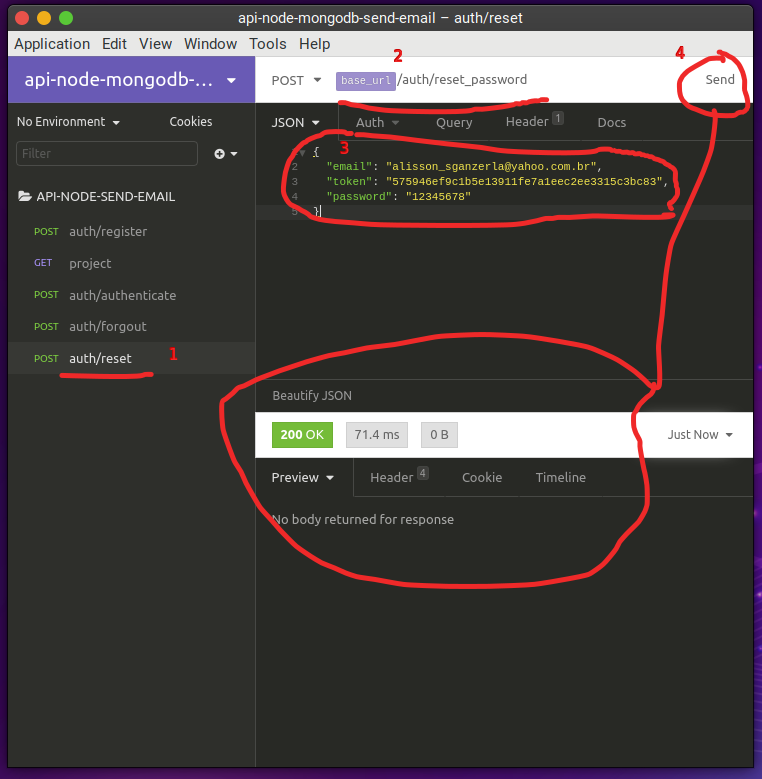 api-node-mongodb-send-email – auth/reset
Application Edit View Window Tools Help
api-node-mongodb-...
2
POST base_url/auth/reset_password
4
Send
No Environment Cookies
JSON Auth Query Header 1 Docs
Filter
3
{
2 "email": "alisson_sganzerla@yahoo.com.br",
3 "token": "575946ef9c1b5e13911fe7a1eec2ee3315c3bc83",
4 "password": "12345678"
5 }
API-NODE-SEND-EMAIL
POST auth/register
GET project
POST auth/authenticate
POST auth/forgout
POST auth/reset
1
Beautify JSON
200 OK 71.4 ms 0 B Just Now
Preview Header 4 Cookie Timeline
No body returned for response